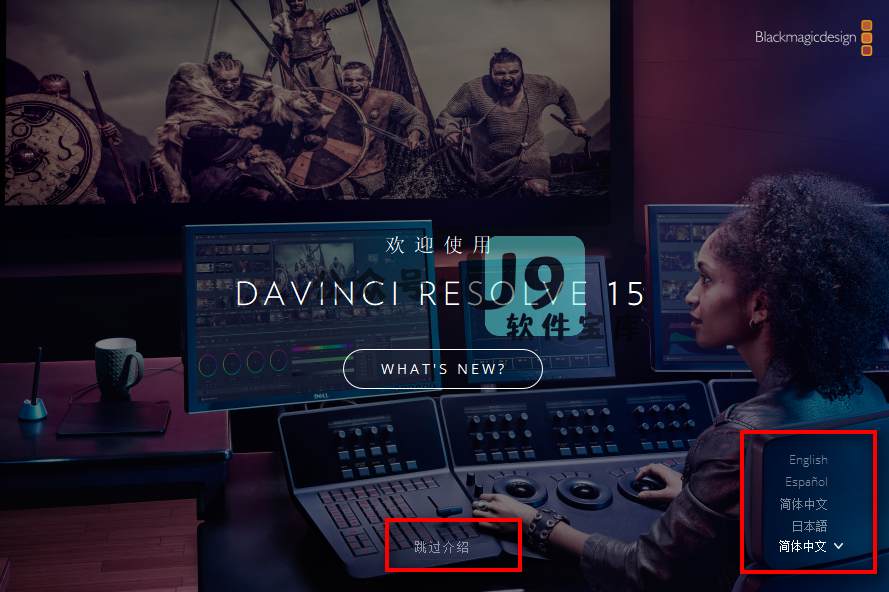 Blackmagicdesign
欢迎使用
DAVINCI RESOLVE 15
J9
软件宝库
WHAT'S NEW?
English
Español
简体中文
日本語
跳过介绍
简体中文